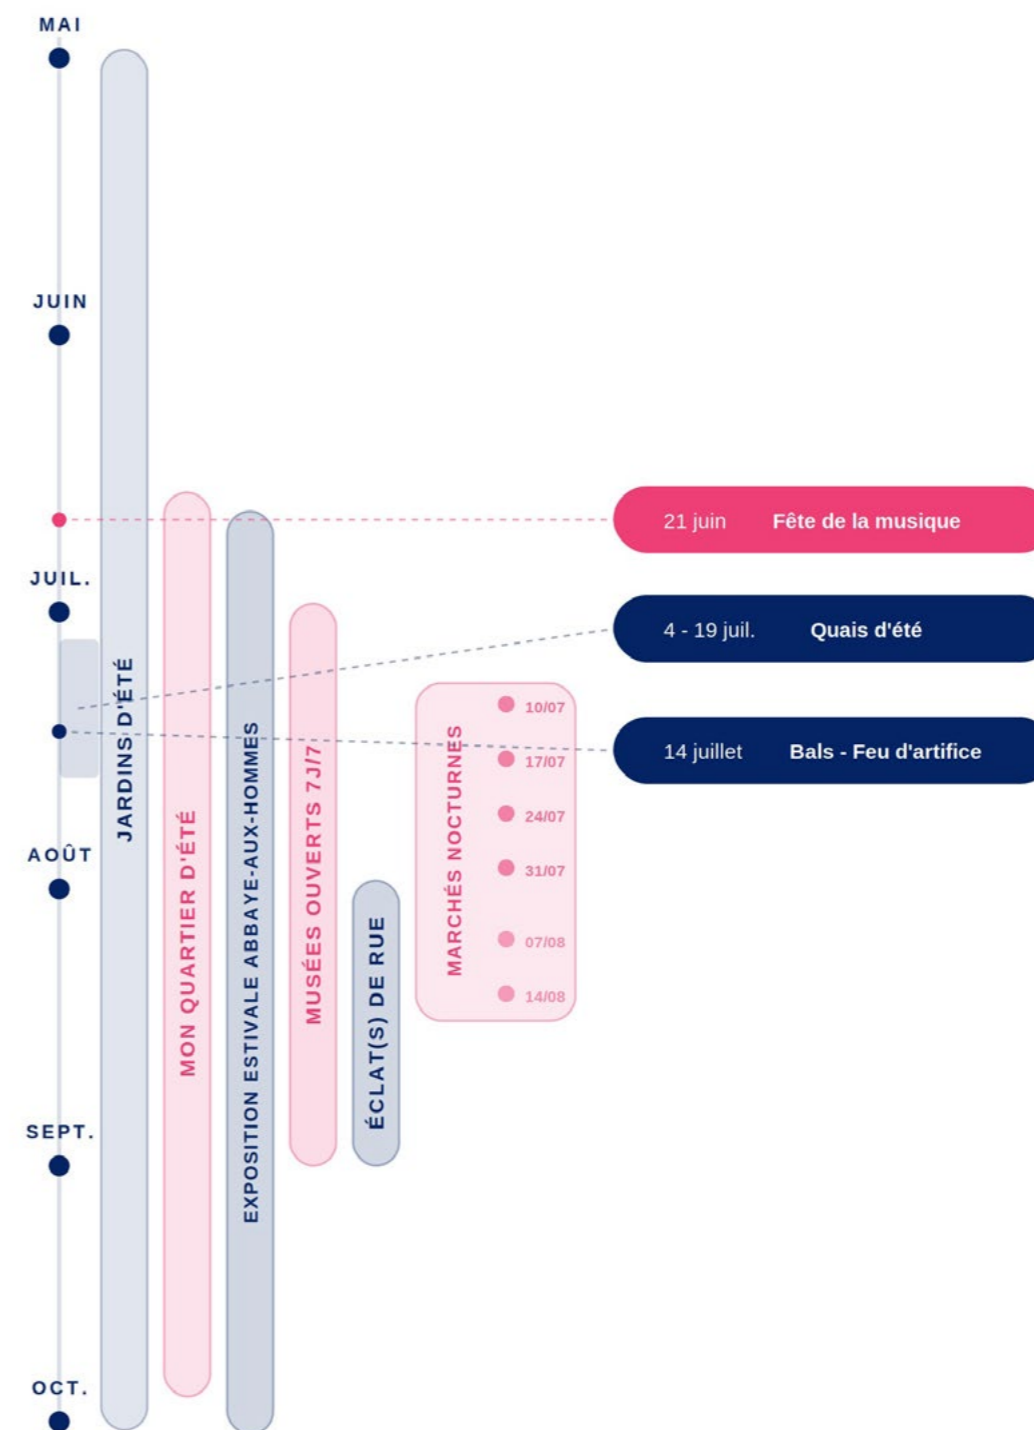 MAI
JUIN
JUIL.
AOÛT
SEPT.
OCT.
JARDINS D'ÉTÉ
MON QUARTIER D'ÉTÉ
EXPOSITION ESTIVALE ABBAYE-AUX-HOMMES
MUSÉES OUVERTS 7J/7
ÉCLAT(S) DE RUE
MARCHÉS NOCTURNES
10/07
17/07
24/07
31/07
07/08
14/08
21 juin Fête de la musique
4 - 19 juil. Quais d'été
14 juillet Bals - Feu d'artifice